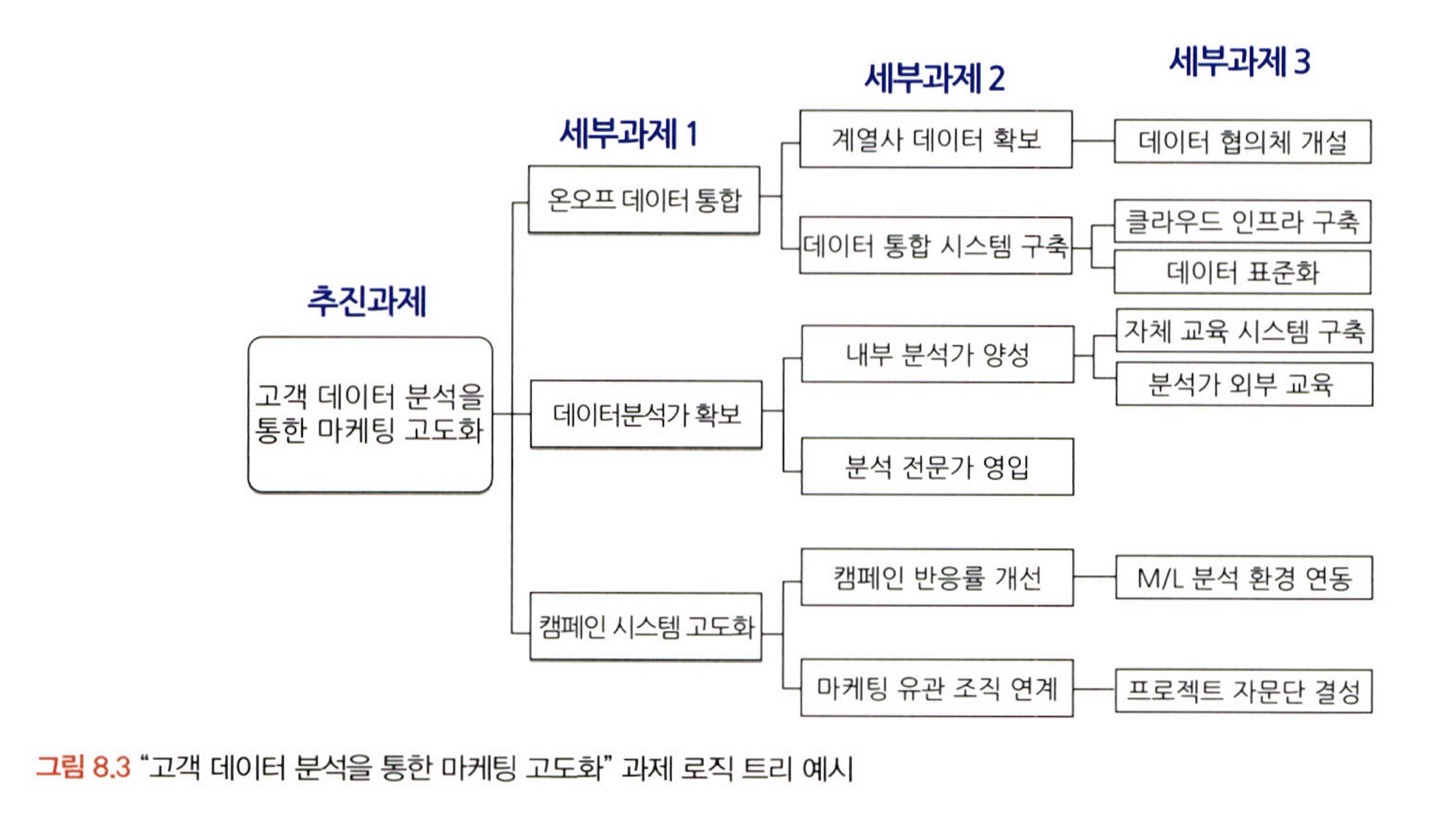 세부과제 3
세부과제 2
세부과제 1
계열사 데이터 확보
데이터 협의체 개설
온오프 데이터 통합
클라우드 인프라 구축
데이터 통합 시스템 구축
데이터 표준화
추진과제
자체 교육 시스템 구축
내부 분석가 양성
분석가 외부 교육
고객 데이터 분석을
통한 마케팅 고도화
데이터분석가 확보
분석 전문가 영입
캠페인 반응률 개선
M/L 분석 환경 연동
캠페인 시스템 고도화
마케팅 유관 조직 연계
프로젝트 자문단 결성
그림 8.3 “고객 데이터 분석을 통한 마케팅 고도화” 과제 로직 트리 예시